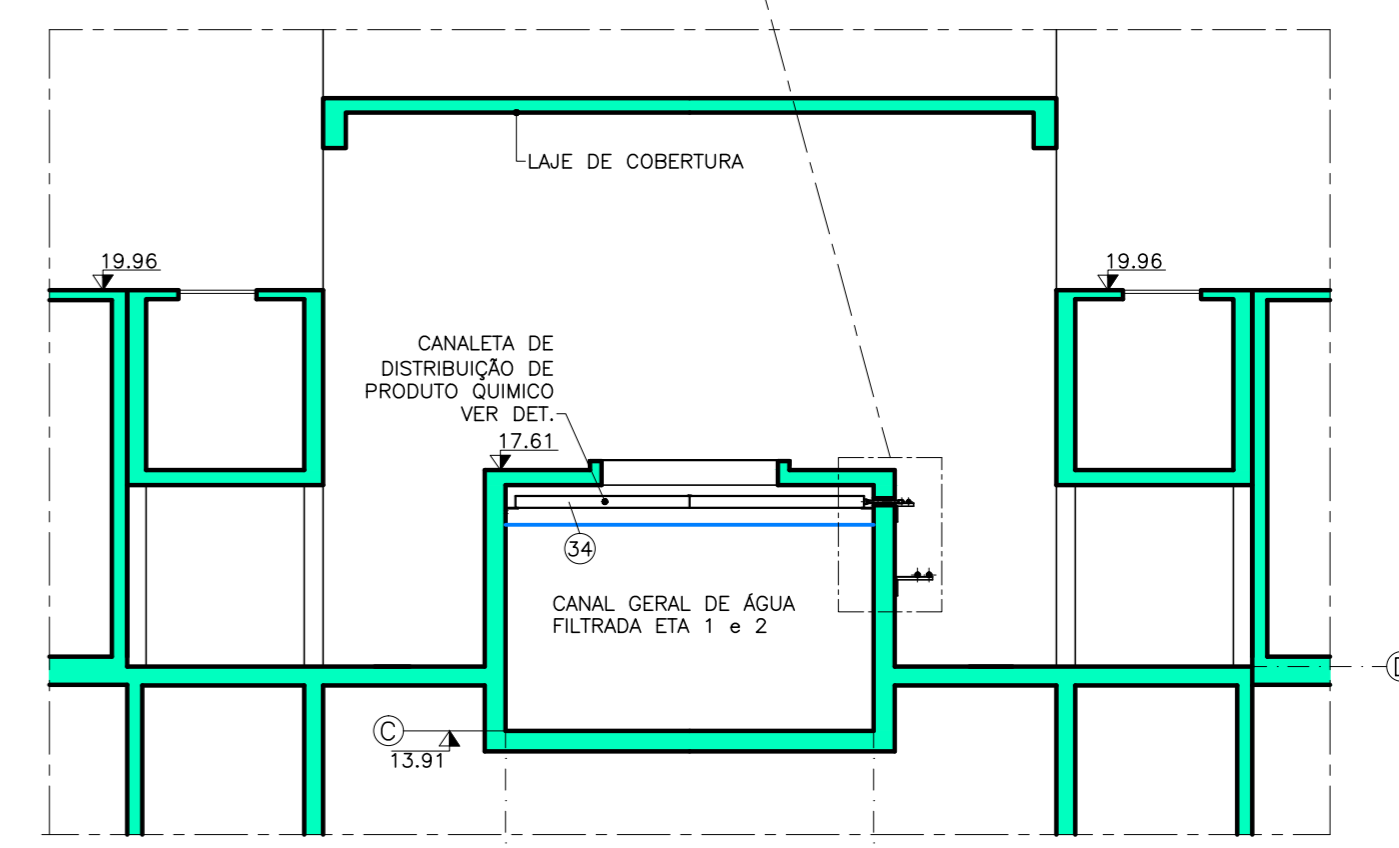 LAJE DE COBERTURA
19.96
19.96
CANALETA DE
DISTRIBUIÇÃO DE
PRODUTO QUIMICO
VER DET.
17.61
34
CANAL GERAL DE ÁGUA
FILTRADA ETA 1 e 2
C
13.91